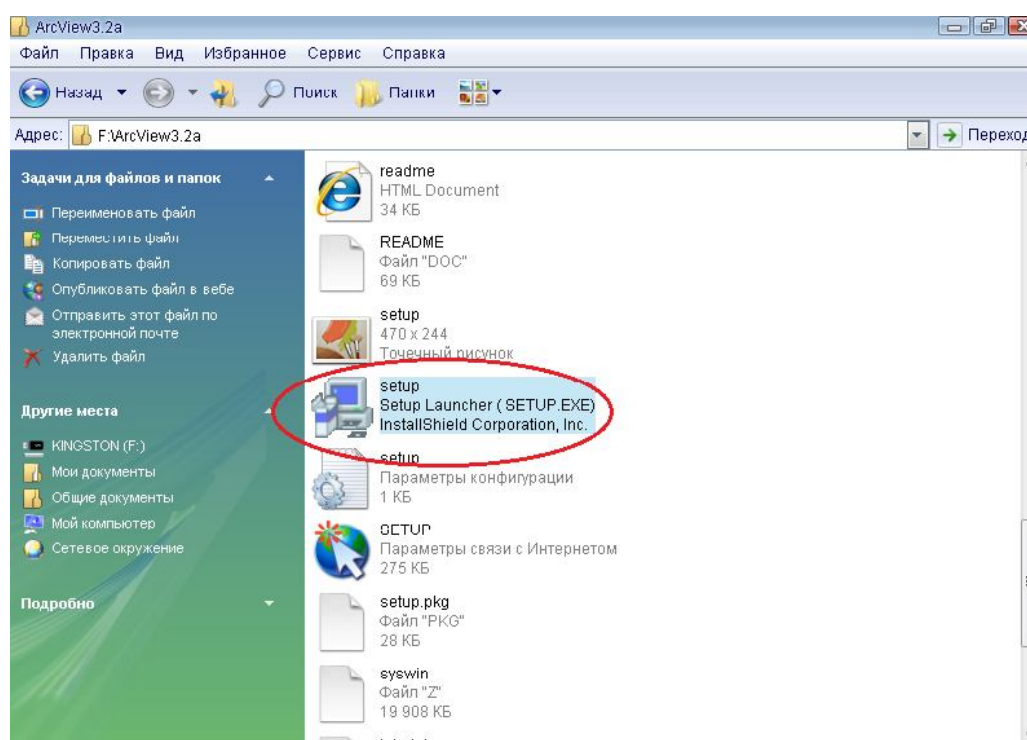 ArcView3.2a
Файл Правка Вид Избранное Сервис Справка
Назад Поиск Папки
Адрес: F:\ArcView3.2a Переход
Задачи для файлов и папок
Переименовать файл
Переместить файл
Копировать файл
Опубликовать файл в вебе
Отправить этот файл по
электронной почте
Удалить файл
Другие места
KINGSTON (F:)
Мои документы
Общие документы
Мой компьютер
Сетевое окружение
Подробно
readme
HTML Document
34 КБ
README
Файл "DOC"
69 КБ
setup
470 x 244
Точечный рисунок
setup
Setup Launcher ( SETUP.EXE)
InstallShield Corporation, Inc.
setup
Параметры конфигурации
1 КБ
SETUP
Параметры связи с Интернетом
275 КБ
setup.pkg
Файл "PKG"
28 КБ
syswin
Файл "Z"
19 908 КБ